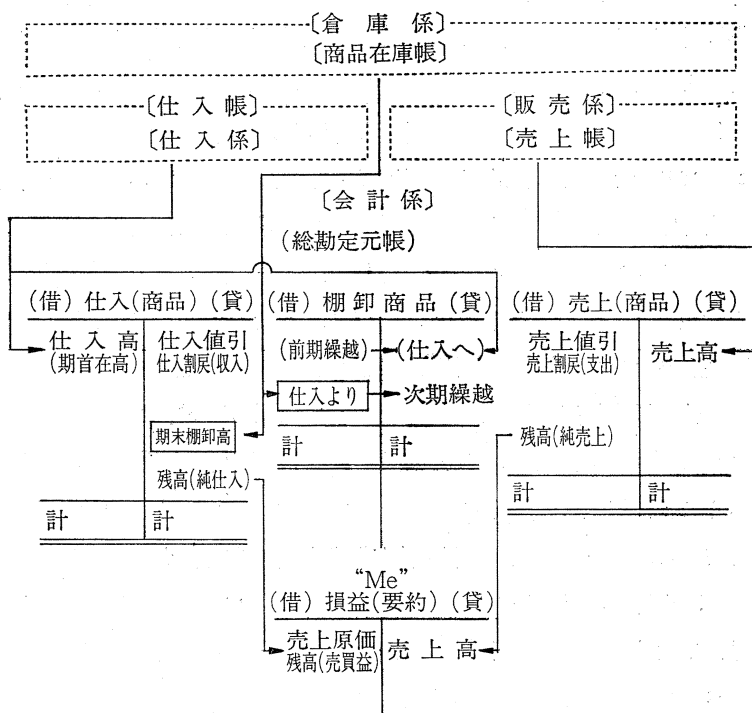 〔倉庫係〕
〔商品在庫帳〕
〔仕入帳〕
〔仕入係〕
〔販売係〕
〔売上帳〕
〔会計係〕
(総勘定元帳)
(借) 仕入(商品) (貸)
仕入高
(期首在高)
仕入値引
仕入割戻(収入)
期末棚卸高
残高(純仕入)
計
計
(借) 棚卸商品 (貸)
(前期繰越)
(仕入へ)
仕入より
次期繰越
計
計
(借) 売上(商品) (貸)
売上値引
売上割戻(支出)
売上高
残高(純売上)
計
計
“Me”
(借) 損益(要約) (貸)
売上原価
残高(売買益)
売上高